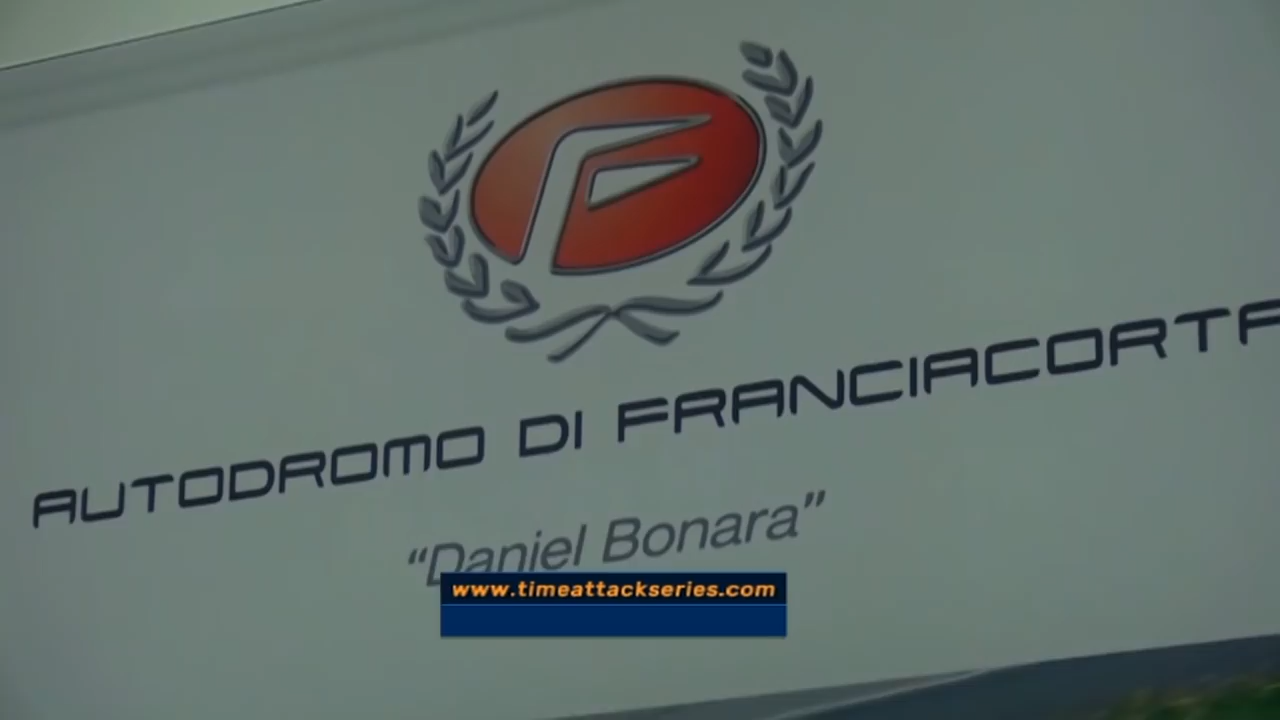 AUTODROMO DI FRANCIACORTA
“Daniel Bonara”
www.timeattackseries.com